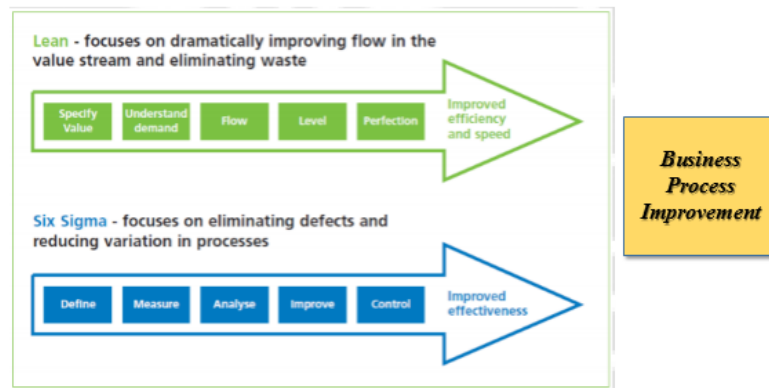 Lean - focuses on dramatically improving flow in the
value stream and eliminating waste
Specify
Value
Understand
demand
Flow
Level
Perfection
Improved
efficiency
and speed
Six Sigma - focuses on eliminating defects and
reducing variation in processes
Define
Measure
Analyse
Improve
Control
Improved
effectiveness
Business
Process
Improvement